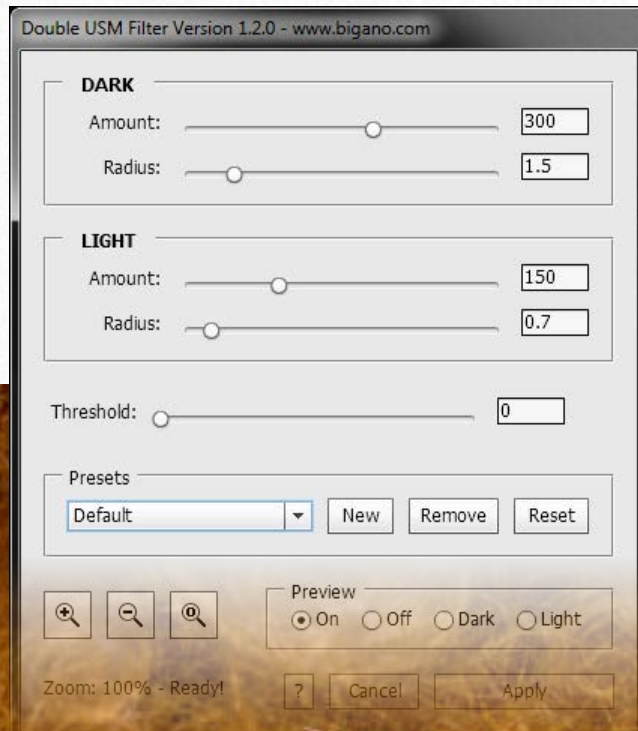 Double USM Filter Version 1.2.0 - www.bigano.com
DARK
Amount: 300
Radius: 1.5
LIGHT
Amount: 150
Radius: 0.7
Threshold: 0
Presets
Default New Remove Reset
Preview
On Off Dark Light
Zoom: 100% - Ready! ? Cancel Apply